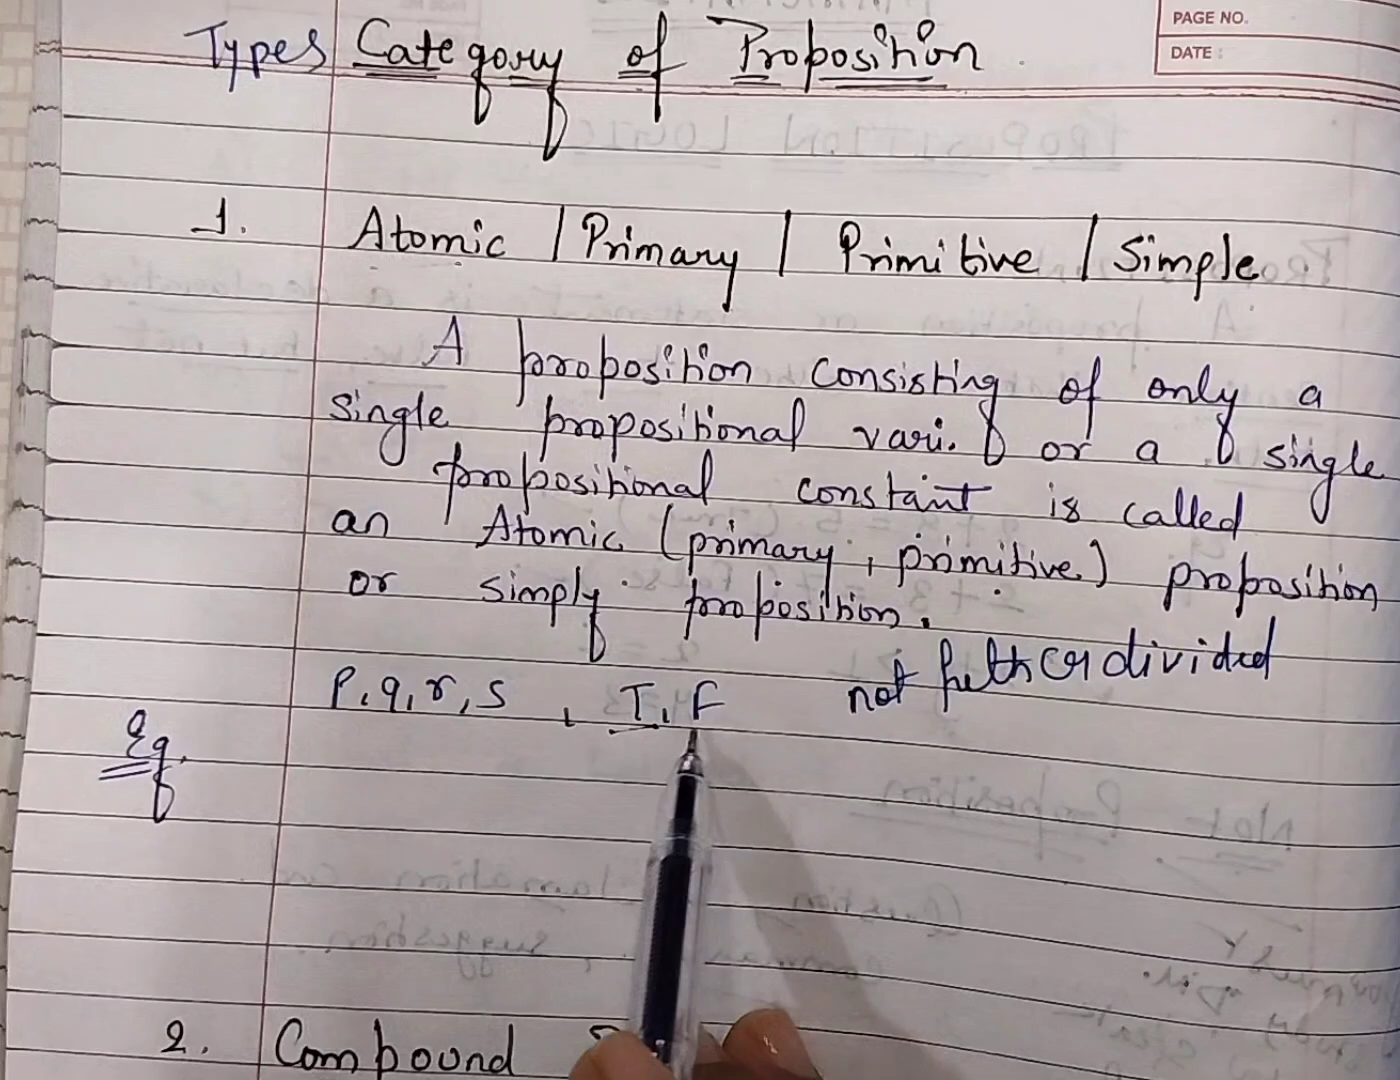 PAGE NO.
DATE :
Types Category of Proposition
1. Atomic | Primary | Primitive | Simple
A proposition consisting of only a
single propositional vari. or a single
propositional constant is called
an Atomic (primary, primitive) proposition
or simply proposition.
not divided
P, q, r, s, T, F
Eg.
2. Compound